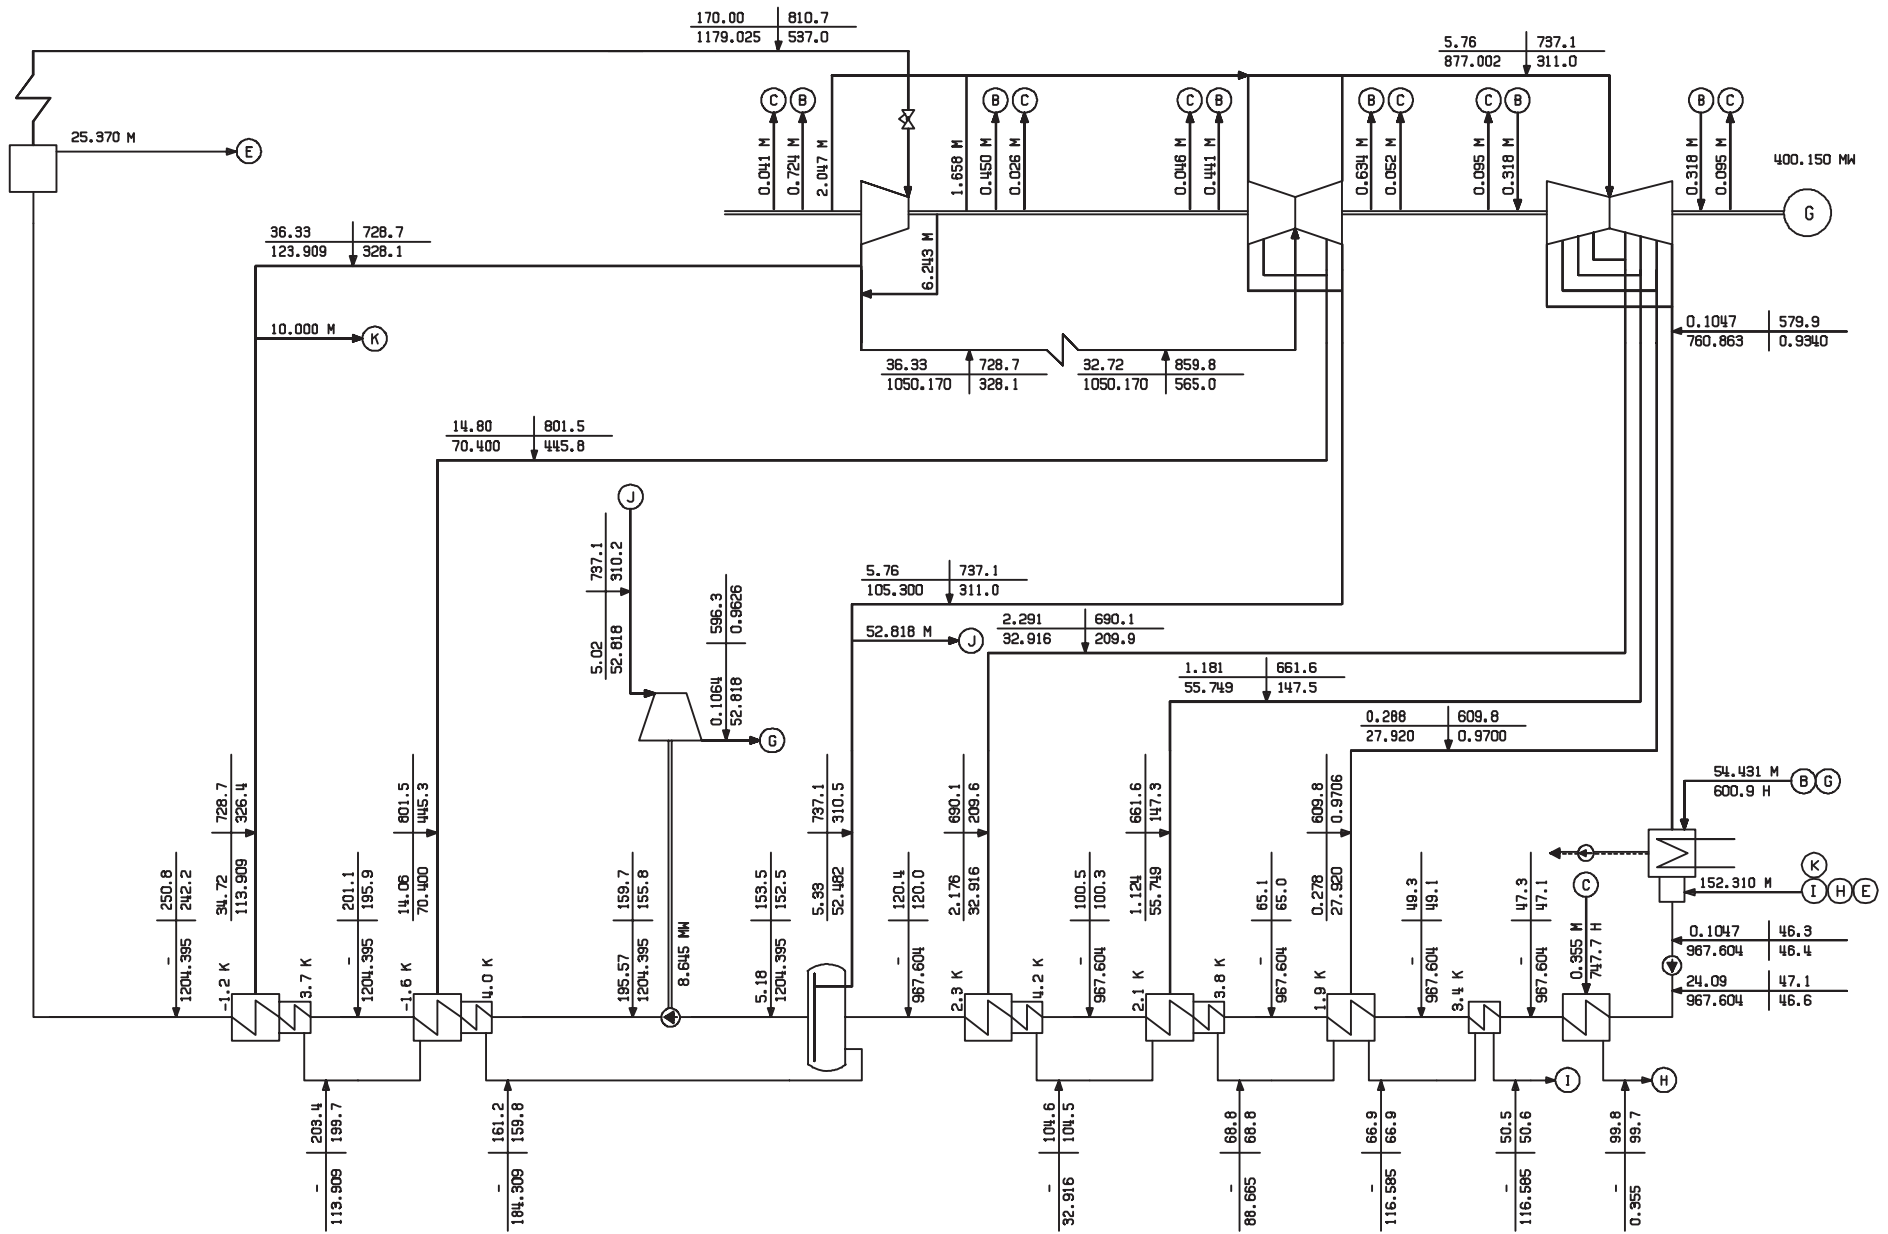 170.00 810.7
1179.025 537.0
5.76 737.1
877.002 311.0
25.370 M
E
C
B
B
C
C
B
B
C
C
B
B
C
0.041 M
0.724 M
2.047 M
1.658 M
0.450 M
0.026 M
0.046 M
0.441 M
0.634 M
0.052 M
0.095 M
0.318 M
0.318 M
0.095 M
400.150 MW
G
36.33 728.7
123.909 328.1
6.243 M
10.000 M
K
36.33 728.7
1050.170 328.1
32.72 859.8
1050.170 565.0
0.1047 579.9
760.863 0.9340
14.80 801.5
70.400 445.8
J
5.02 737.1
52.818 310.2
0.1064 596.3
52.818 0.9626
G
5.76 737.1
105.300 311.0
52.818 M
J
2.291 690.1
32.916 209.9
1.181 661.6
55.749 147.5
0.288 609.8
27.920 0.9700
54.431 M
600.9 H
B
G
34.72 728.7
113.909 326.4
14.06 801.5
70.400 445.3
5.33 737.1
52.482 310.5
2.176 690.1
32.916 209.6
1.124 661.6
55.749 147.3
0.278 609.8
27.920 0.9706
- 250.8
1204.395 242.2
- 201.1
1204.395 195.9
195.57 159.7
1204.395 155.8
8.645 MW
5.18 153.5
1204.395 152.5
- 120.4
967.604 120.0
- 100.5
967.604 100.3
- 65.1
967.604 65.0
- 49.3
967.604 49.1
- 47.3
967.604 47.1
C
0.355 M
747.7 H
K
152.310 M
I
H
E
0.1047 46.3
967.604 46.4
24.09 47.1
967.604 46.6
-1.2 K
3.7 K
-1.6 K
4.0 K
2.3 K
4.2 K
2.1 K
3.8 K
1.9 K
3.4 K
I
H
- 203.4
113.909 199.7
- 161.2
184.309 159.8
- 104.6
32.916 104.5
- 68.8
88.665 68.8
- 66.9
116.585 66.9
- 50.5
116.585 50.6
- 99.8
0.355 99.7